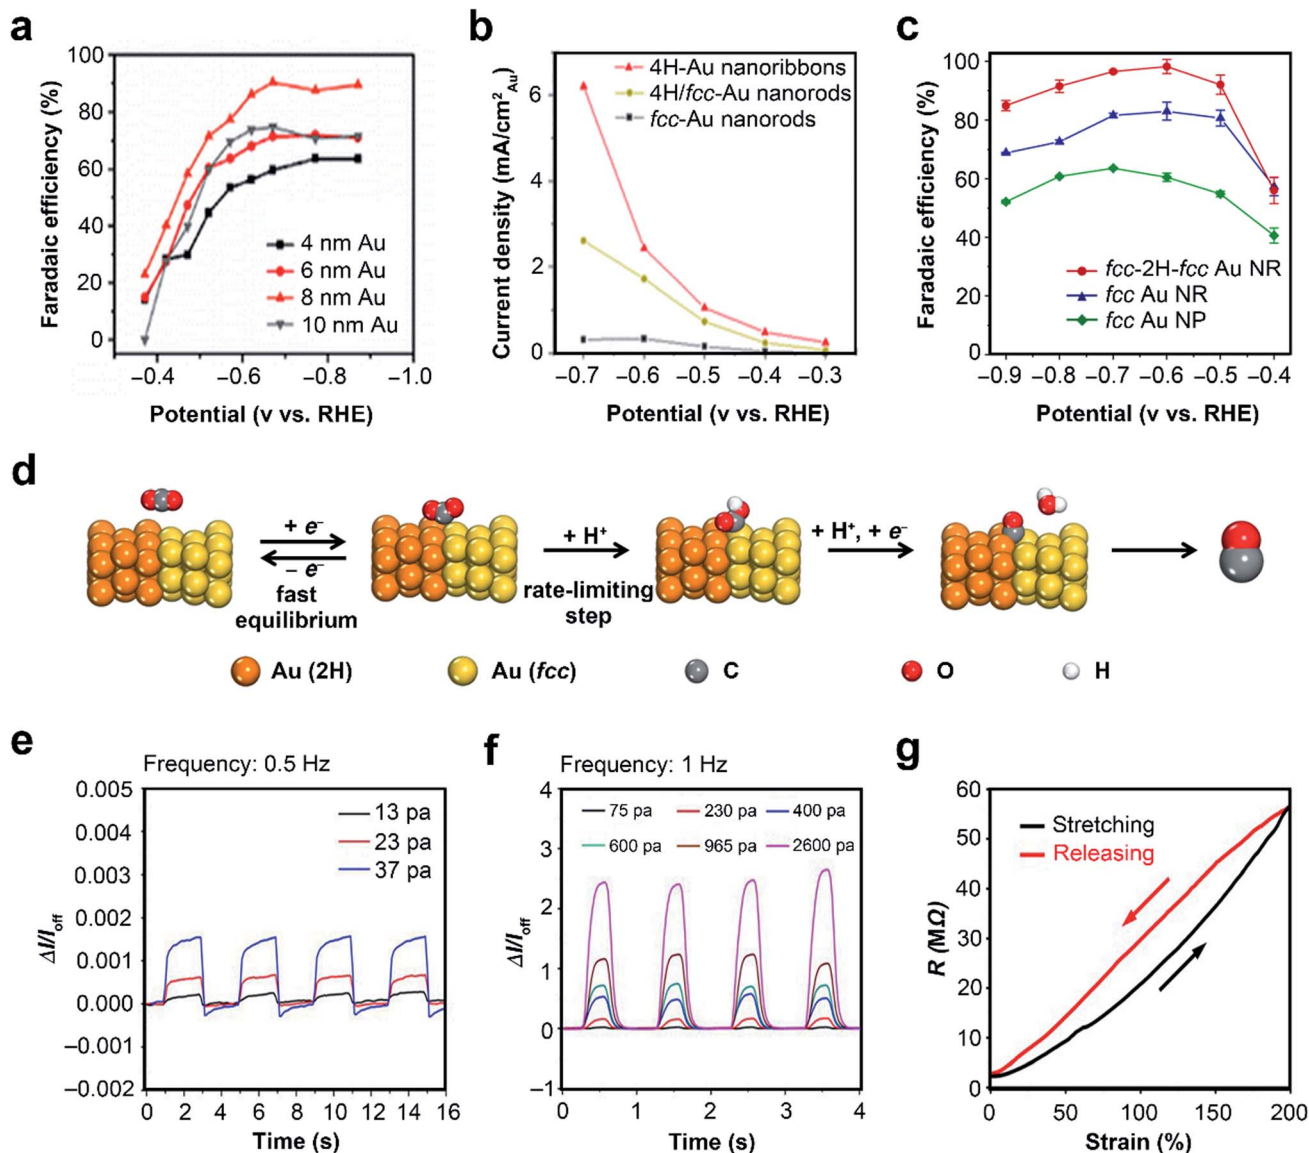 a
100
80
60
40
20
0
Faradaic efficiency (%)
4 nm Au
6 nm Au
8 nm Au
10 nm Au
–0.4 –0.6 –0.8 –1.0
Potential (v vs. RHE)
b
6
4
2
0
Current density (mA/cm²Au)
4H-Au nanoribbons
4H/fcc-Au nanorods
fcc-Au nanorods
–0.7 –0.6 –0.5 –0.4 –0.3
Potential (v vs. RHE)
c
100
80
60
40
20
0
Faradaic efficiency (%)
fcc-2H-fcc Au NR
fcc Au NR
fcc Au NP
–0.9 –0.8 –0.7 –0.6 –0.5 –0.4
Potential (v vs. RHE)
d
+ e⁻
– e⁻
fast
equilibrium
+ H⁺
rate-limiting
step
+ H⁺, + e⁻
Au (2H)
Au (fcc)
C
O
H
e
Frequency: 0.5 Hz
0.005
0.004
0.003
0.002
0.001
0.000
–0.001
–0.002
ΔI/Ioff
13 pa
23 pa
37 pa
0 2 4 6 8 10 12 14 16
Time (s)
f
Frequency: 1 Hz
4
3
2
1
0
–1
ΔI/Ioff
75 pa 230 pa 400 pa
600 pa 965 pa 2600 pa
0 1 2 3 4
Time (s)
g
60
50
40
30
20
10
0
R (MΩ)
Stretching
Releasing
0 50 100 150 200
Strain (%)